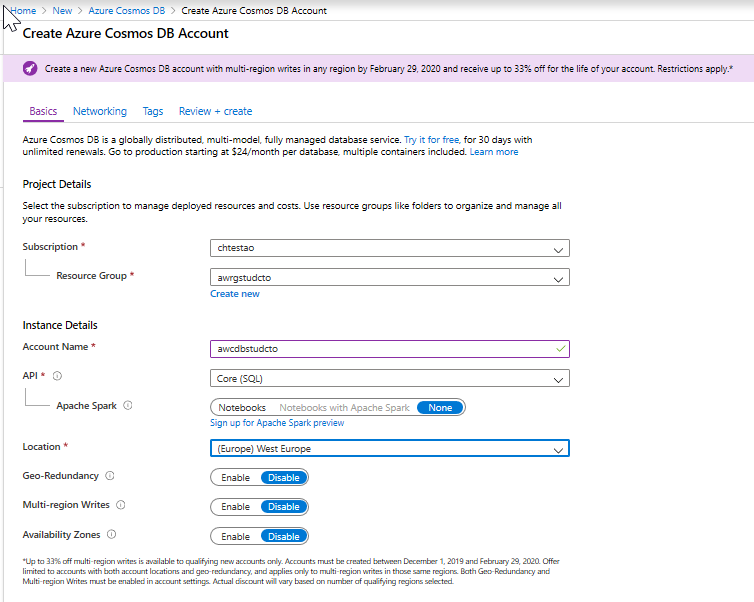 Home > New > Azure Cosmos DB > Create Azure Cosmos DB Account
Create Azure Cosmos DB Account
Create a new Azure Cosmos DB account with multi-region writes in any region by February 29, 2020 and receive up to 33% off for the life of your account. Restrictions apply.*
Basics Networking Tags Review + create
Azure Cosmos DB is a globally distributed, multi-model, fully managed database service. Try it for free, for 30 days with
unlimited renewals. Go to production starting at $24/month per database, multiple containers included. Learn more
Project Details
Select the subscription to manage deployed resources and costs. Use resource groups like folders to organize and manage all
your resources.
Subscription * chtestao
Resource Group * awrgstudcto
Create new
Instance Details
Account Name * awcdbstudcto
API * Core (SQL)
Apache Spark Notebooks Notebooks with Apache Spark None
Sign up for Apache Spark preview
Location * (Europe) West Europe
Geo-Redundancy Enable Disable
Multi-region Writes Enable Disable
Availability Zones Enable Disable
*Up to 33% off multi-region writes is available to qualifying new accounts only. Accounts must be created between December 1, 2019 and February 29, 2020. Offer
limited to accounts with both account locations and geo-redundancy, and applies only to multi-region writes in those same regions. Both Geo-Redundancy and
Multi-region Writes must be enabled in account settings. Actual discount will vary based on number of qualifying regions selected.